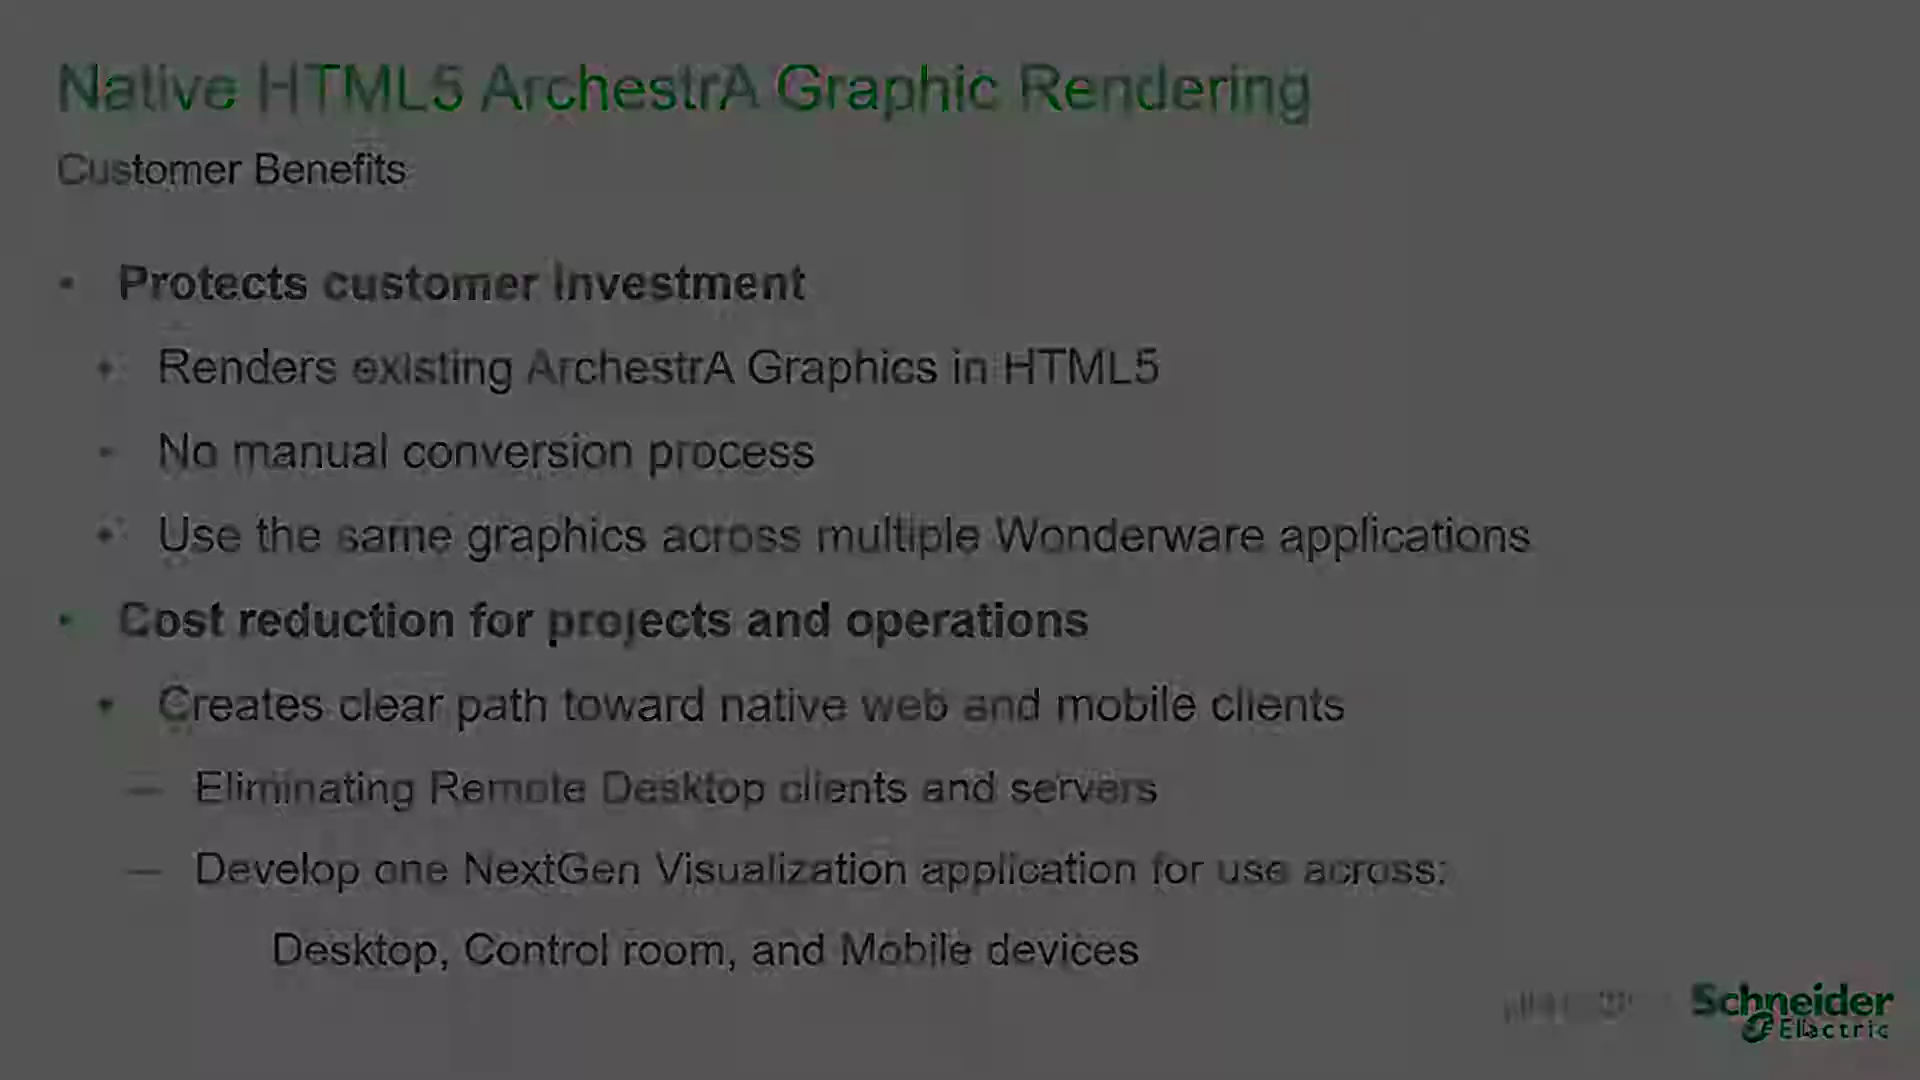 Native HTML5 ArchestrA Graphic Rendering
Customer Benefits
• Protects customer Investment
• Renders existing ArchestrA Graphics in HTML5
• No manual conversion process
• Use the same graphics across multiple Wonderware applications
• Cost reduction for projects and operations
• Creates clear path toward native web and mobile clients
— Eliminating Remote Desktop clients and servers
— Develop one NextGen Visualization application for use across:
Desktop, Control room, and Mobile devices
Schneider
Electric